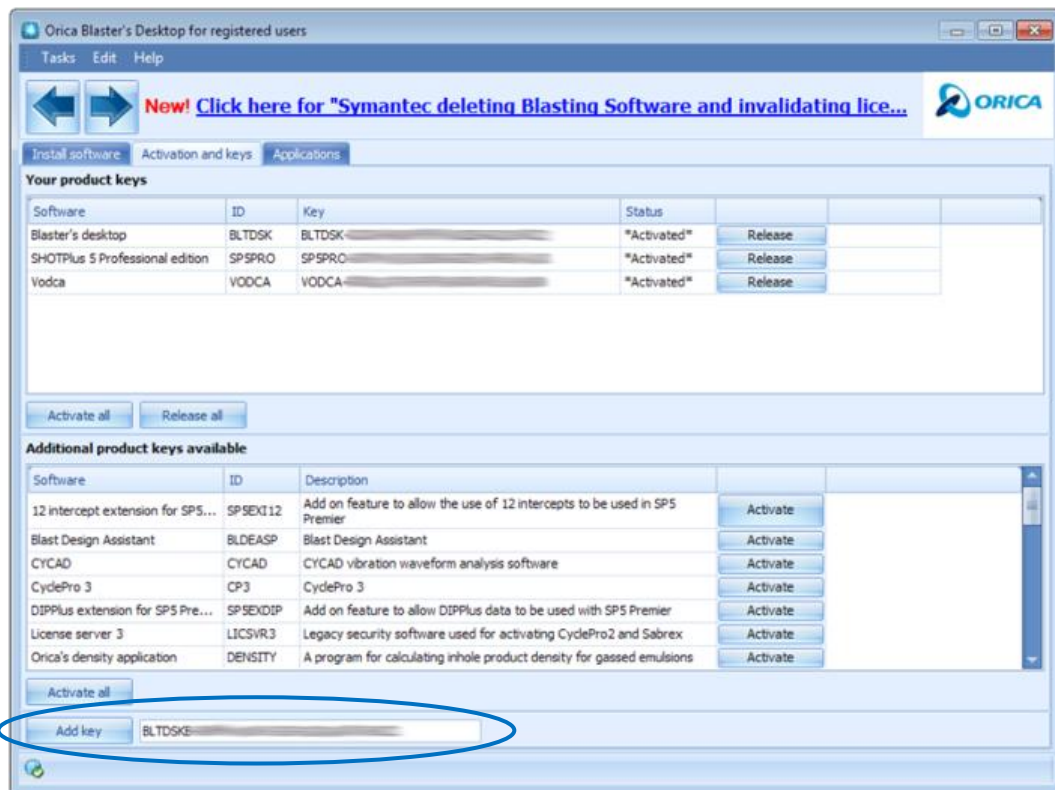 Orica Blaster's Desktop for registered users
Tasks Edit Help
New! Click here for "Symantec deleting Blasting Software and invalidating lice...
ORICA
Install software Activation and keys Applications
Your product keys
Software ID Key Status
Blaster's desktop BLTDSK BLTDSK- *Activated* Release
SHOTPlus 5 Professional edition SP5PRO SP5PRO- *Activated* Release
Vodca VODCA VODCA- *Activated* Release
Activate all Release all
Additional product keys available
Software ID Description
12 intercept extension for SP5... SP5EXI12 Add on feature to allow the use of 12 intercepts to be used in SP5 Activate
Premier
Blast Design Assistant BLDEASP Blast Design Assistant Activate
CYCAD CYCAD CYCAD vibration waveform analysis software Activate
CyclePro 3 CP3 CyclePro 3 Activate
DIPPlus extension for SP5 Pre... SP5EXDIP Add on feature to allow DIPPlus data to be used with SP5 Premier Activate
License server 3 LICSVR3 Legacy security software used for activating CyclePro2 and Sabrex Activate
Orica's density application DENSITY A program for calculating inhole product density for gassed emulsions Activate
Activate all
Add key BLTDSKE